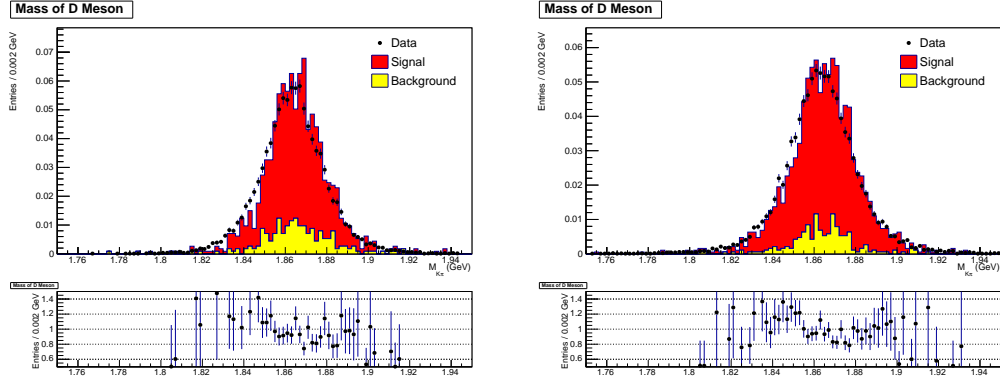 Mass of D Meson
Entries / 0.002 GeV
0.07
0.06
0.05
0.04
0.03
0.02
0.01
0
Data
Signal
Background
1.76 1.78 1.8 1.82 1.84 1.86 1.88 1.9 1.92 1.94
M Kπ (GeV)
Mass of D Meson
Entries / 0.002 GeV
1.4
1.2
1
0.8
0.6
1.76 1.78 1.8 1.82 1.84 1.86 1.88 1.9 1.92 1.94
Mass of D Meson
Entries / 0.002 GeV
0.06
0.05
0.04
0.03
0.02
0.01
0
Data
Signal
Background
1.76 1.78 1.8 1.82 1.84 1.86 1.88 1.9 1.92 1.94
M Kπ (GeV)
Mass of D Meson
Entries / 0.002 GeV
1.4
1.2
1
0.8
0.6
1.76 1.78 1.8 1.82 1.84 1.86 1.88 1.9 1.92 1.94